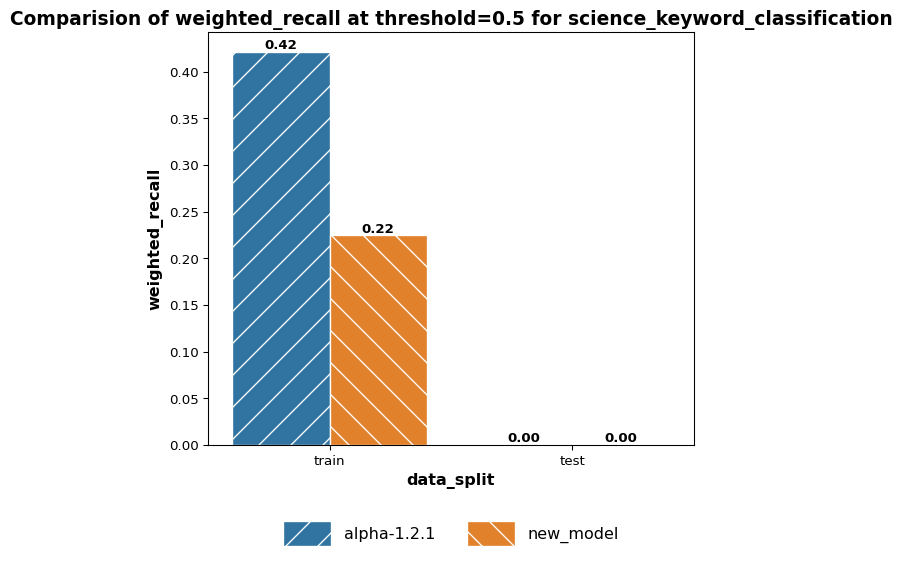 Comparision of weighted_recall at threshold=0.5 for science_keyword_classification
0.42
0.40
0.35
0.30
0.25
0.22
0.20
0.15
0.10
0.05
0.00
0.00
0.00
weighted_recall
train
test
data_split
alpha-1.2.1
new_model